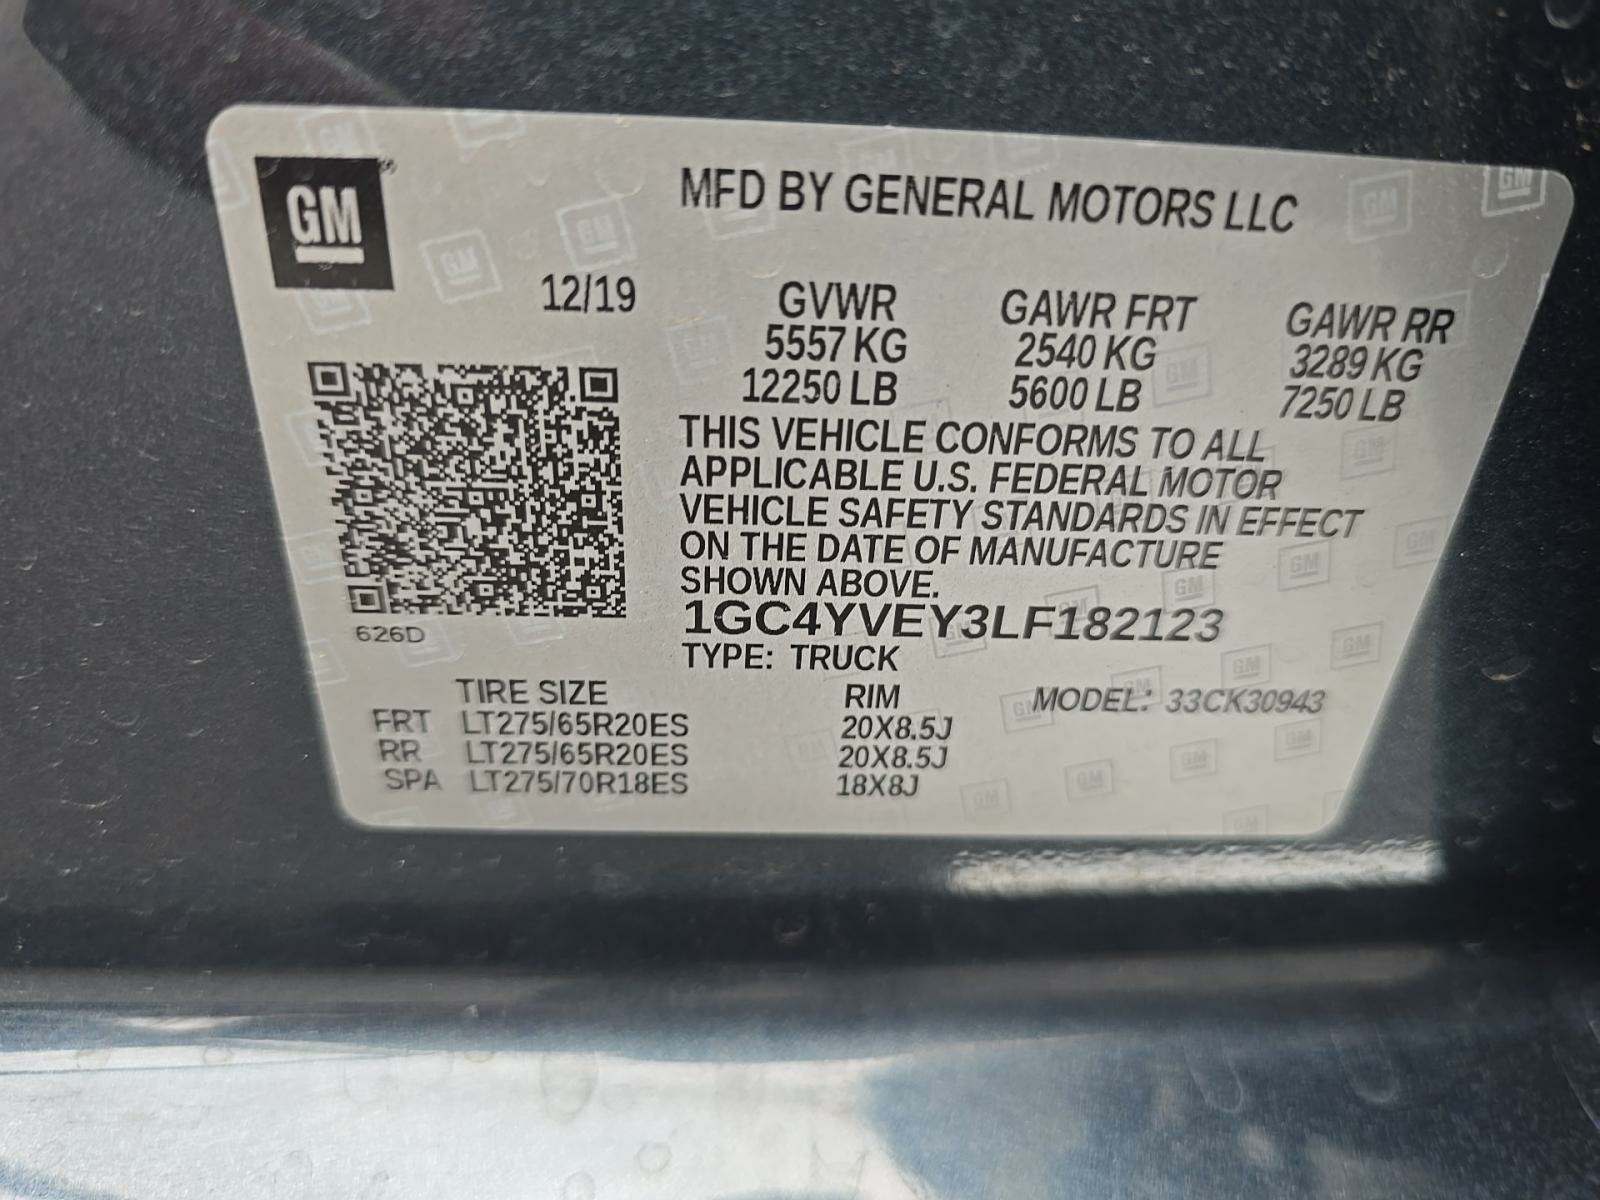 GM
MFD BY GENERAL MOTORS LLC
12/19 GVWR GAWR FRT GAWR RR
5557 KG 2540 KG 3289 KG
12250 LB 5600 LB 7250 LB
THIS VEHICLE CONFORMS TO ALL
APPLICABLE U.S. FEDERAL MOTOR
VEHICLE SAFETY STANDARDS IN EFFECT
ON THE DATE OF MANUFACTURE
SHOWN ABOVE.
626D
1GC4YVEY3LF182123
TYPE: TRUCK
TIRE SIZE RIM MODEL: 33CK30943
FRT LT275/65R20ES 20X8.5J
RR LT275/65R20ES 20X8.5J
SPA LT275/70R18ES 18X8J